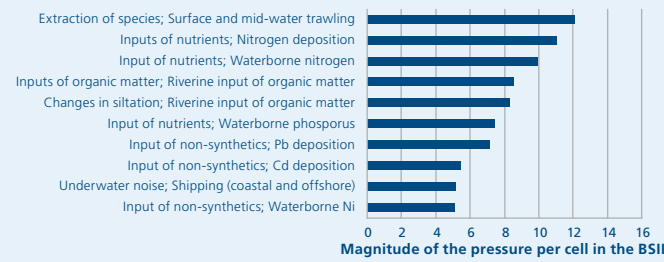 Extraction of species; Surface and mid-water trawling
Inputs of nutrients; Nitrogen deposition
Input of nutrients; Waterborne nitrogen
Inputs of organic matter; Riverine input of organic matter
Changes in siltation; Riverine input of organic matter
Input of nutrients; Waterborne phosporus
Input of non-synthetics; Pb deposition
Input of non-synthetics; Cd deposition
Underwater noise; Shipping (coastal and offshore)
Input of non-synthetics; Waterborne Ni
0 2 4 6 8 10 12 14 16
Magnitude of the pressure per cell in the BSII